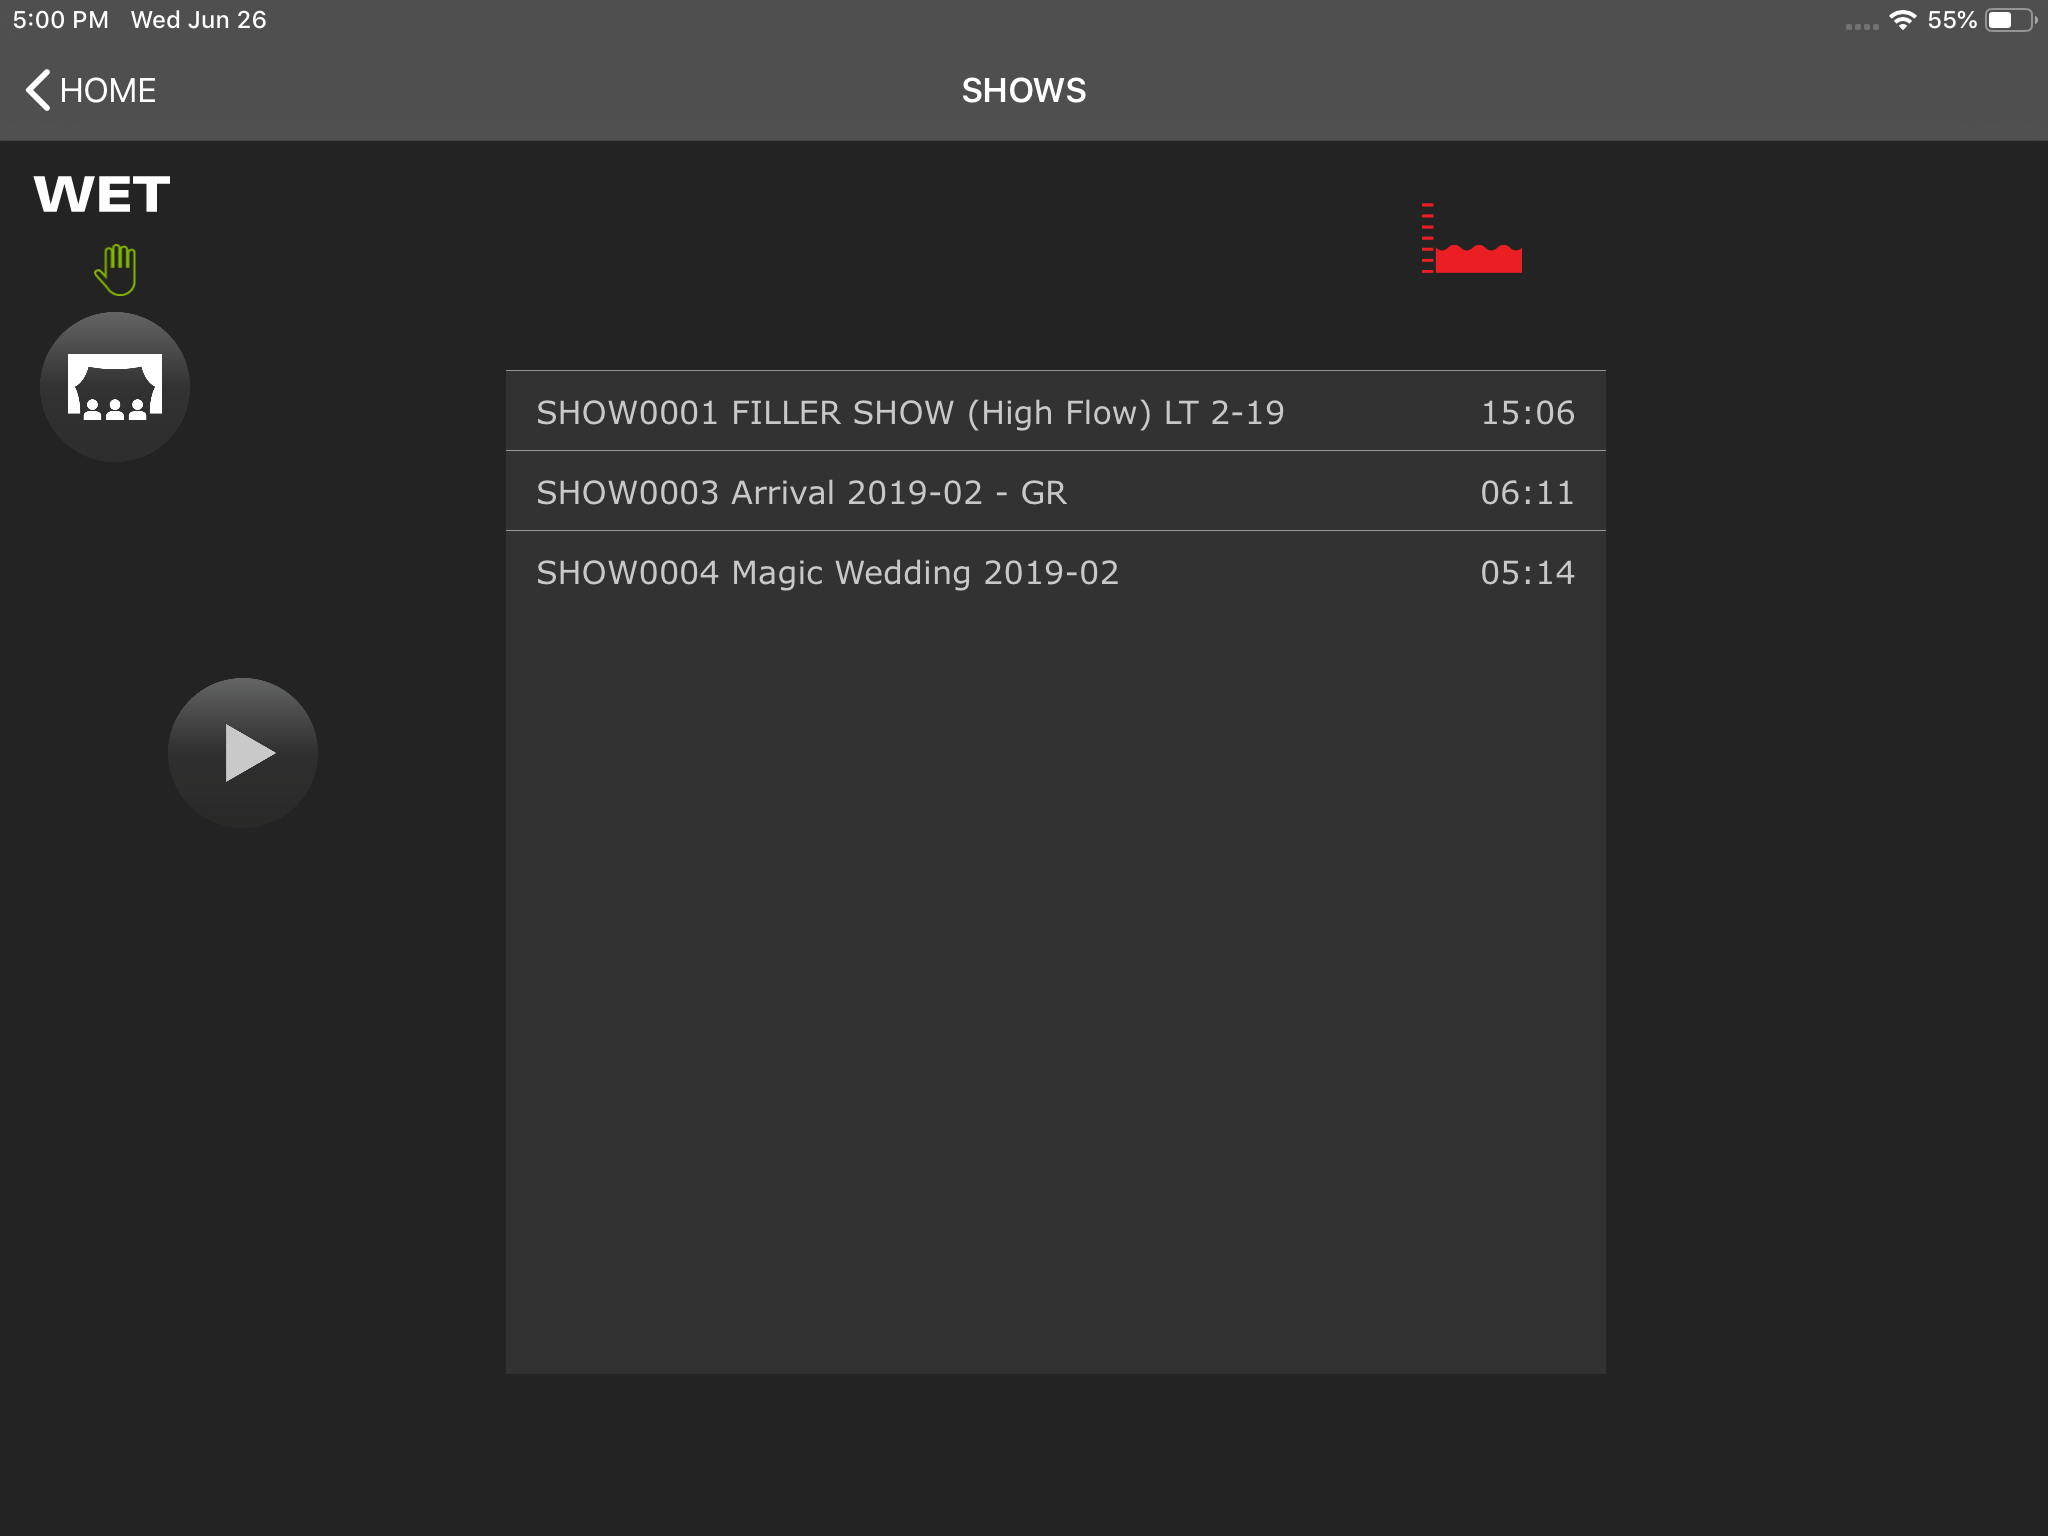 5:00 PM Wed Jun 26 55%
HOME SHOWS
WET
SHOW0001 FILLER SHOW (High Flow) LT 2-19 15:06
SHOW0003 Arrival 2019-02 - GR 06:11
SHOW0004 Magic Wedding 2019-02 05:14